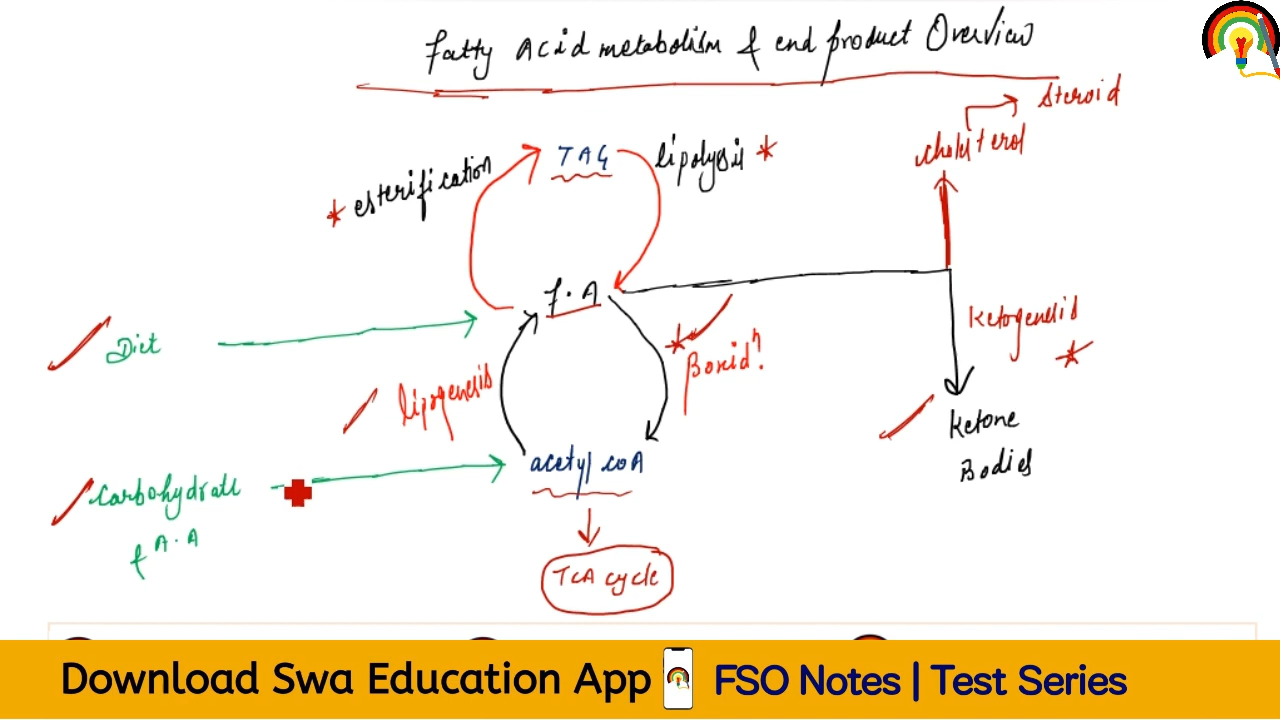 Fatty Acid metabolism & end product Overview
Steroid
Cholesterol
* esterification
TAG
lipolysis *
F.A
Diet
lipogenesis
* β oxidn
Ketogenesis
*
Ketone
Bodies
Carbohydrate
& A.A
acetyl coA
TCA cycle
Download Swa Education App
FSO Notes | Test Series